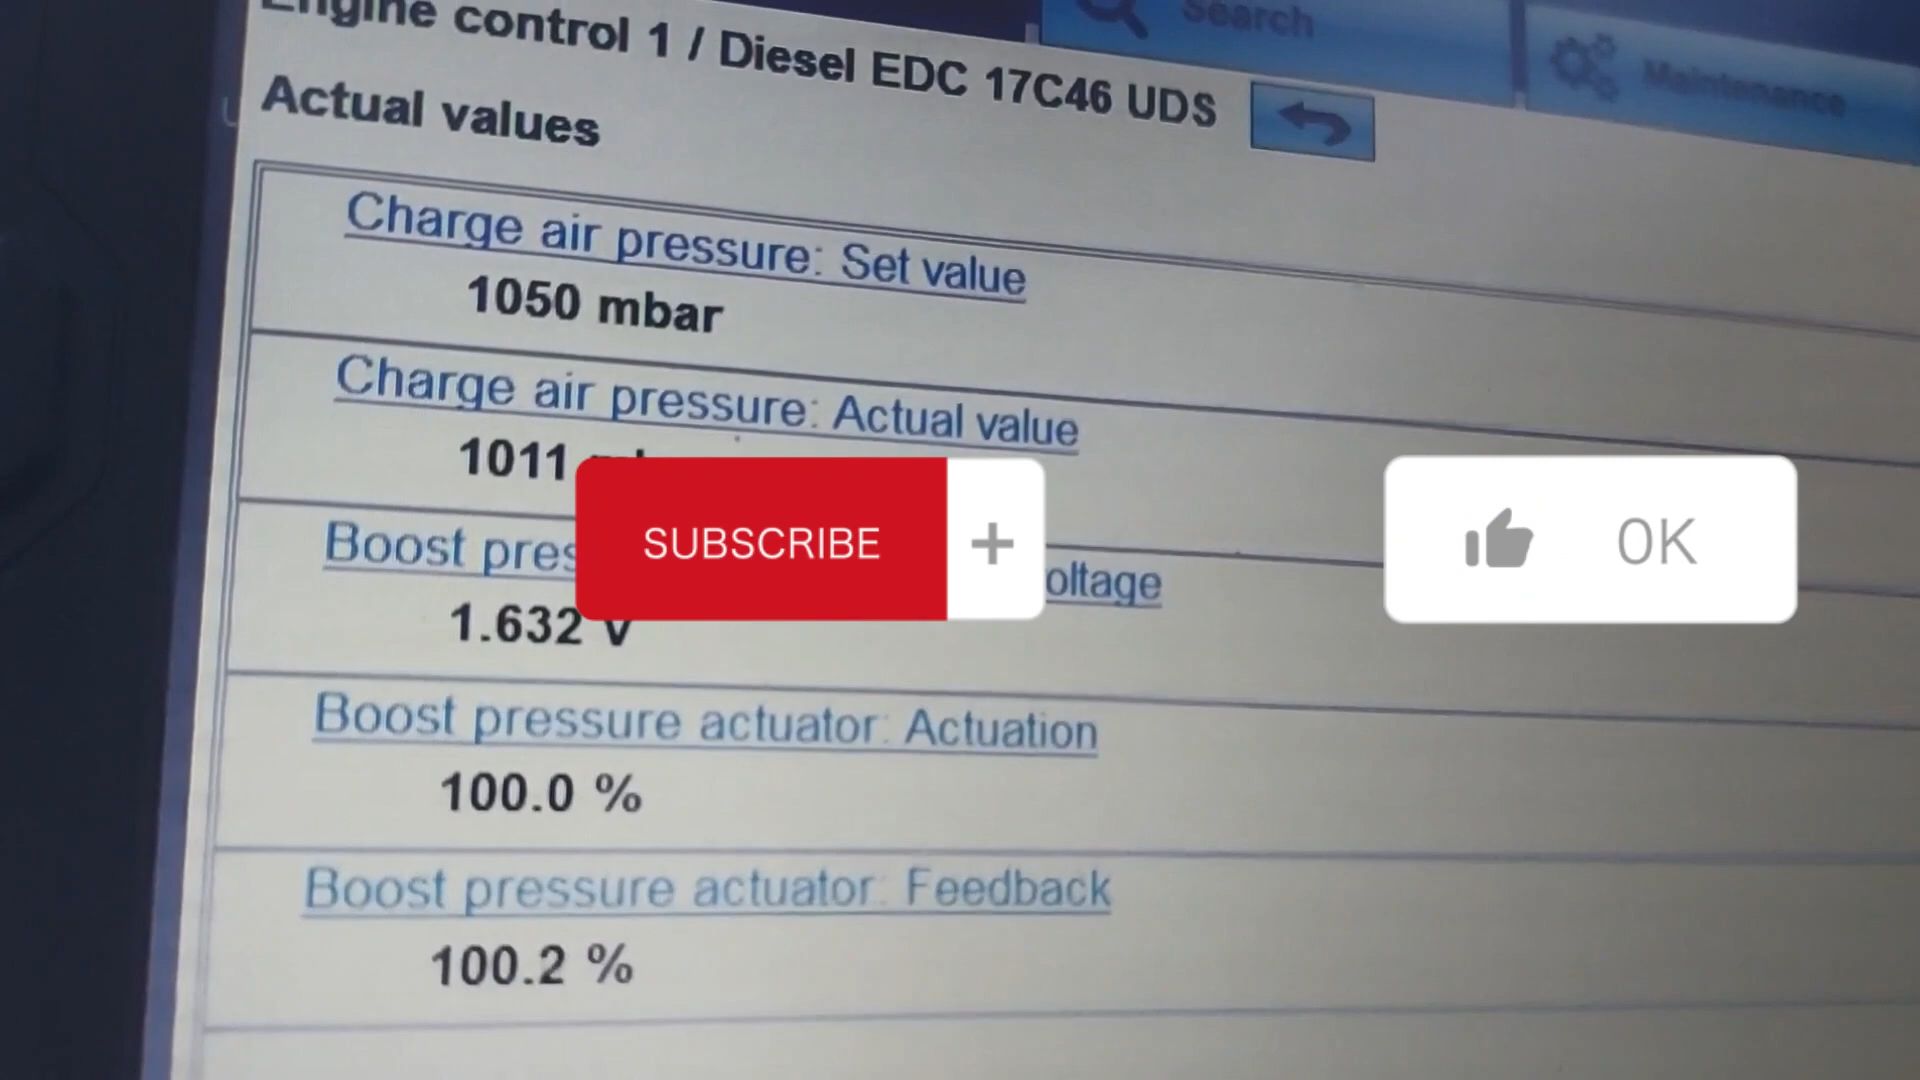 Engine control 1 / Diesel EDC 17C46 UDS
Search
Maintenance
Actual values
Charge air pressure: Set value
1050 mbar
Charge air pressure: Actual value
1011
Boost pres
oltage
SUBSCRIBE +
0K
1.632 V
Boost pressure actuator: Actuation
100.0 %
Boost pressure actuator: Feedback
100.2 %